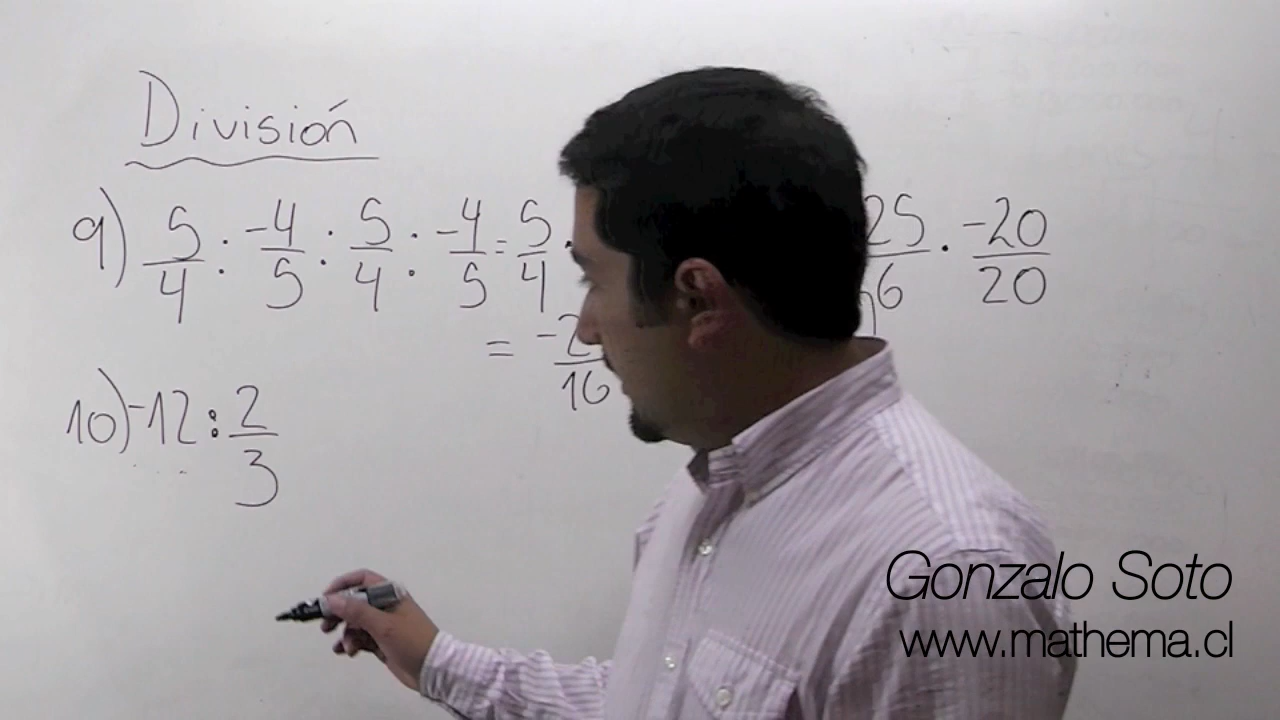 División
9) 5/4 : -4/5 : 5/4 : -4/5 = 5/4 · 25/6 · -20/20
= -2/16
10) -12 : 2/3
Gonzalo Soto
www.mathema.cl